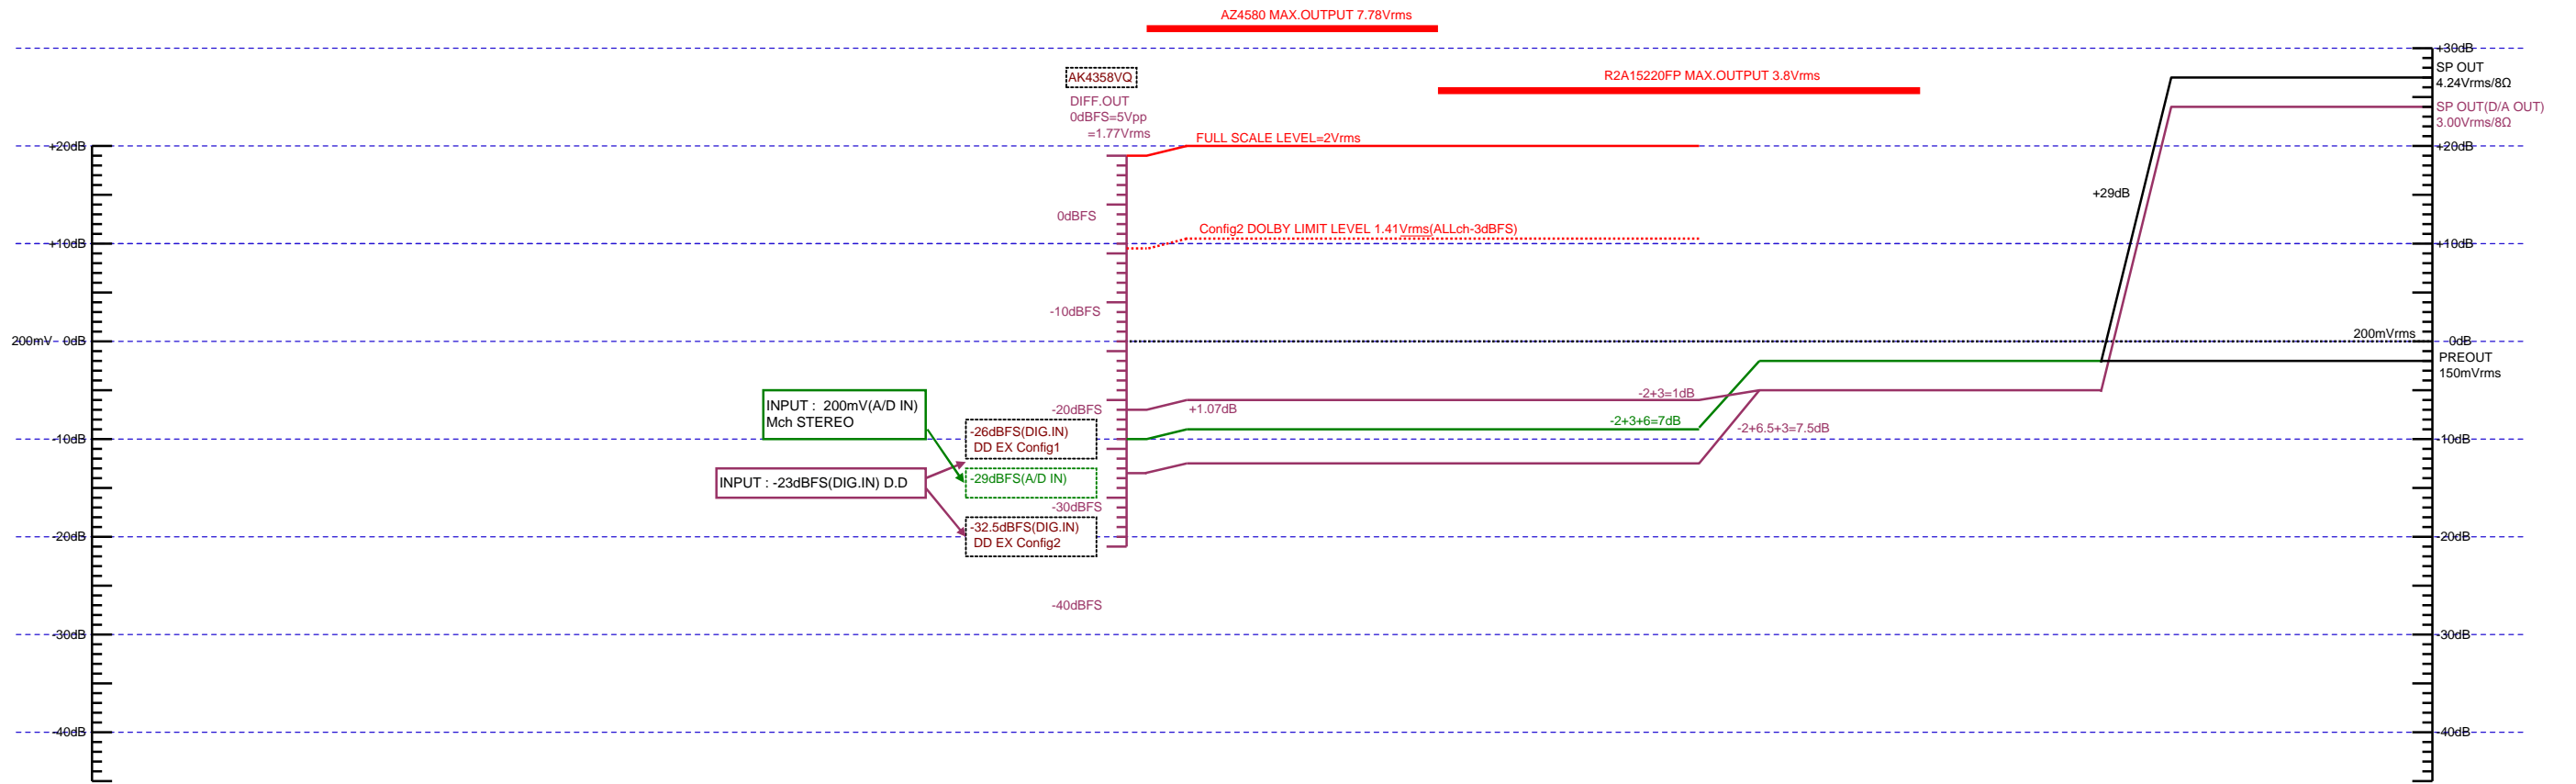 AZ4580 MAX.OUTPUT 7.78Vrms
+30dB
SP OUT
4.24Vrms/8Ω
AK4358VQ
R2A15220FP MAX.OUTPUT 3.8Vrms
DIFF.OUT
0dBFS=5Vpp
=1.77Vrms
SP OUT(D/A OUT)
3.00Vrms/8Ω
+20dB
FULL SCALE LEVEL=2Vrms
+20dB
+29dB
0dBFS
Config2 DOLBY LIMIT LEVEL 1.41Vrms(ALLch-3dBFS)
+10dB
+10dB
-10dBFS
200mV 0dB
200mVrms
0dB
PREOUT
150mVrms
INPUT : 200mV(A/D IN)
Mch STEREO
-20dBFS
+1.07dB
-2+3=1dB
-2+3+6=7dB
-2+6.5+3=7.5dB
-10dB
-26dBFS(DIG.IN)
DD EX Config1
-10dB
INPUT : -23dBFS(DIG.IN) D.D
-29dBFS(A/D IN)
-30dBFS
-32.5dBFS(DIG.IN)
DD EX Config2
-20dB
-20dB
-40dBFS
-30dB
-30dB
-40dB
-40dB